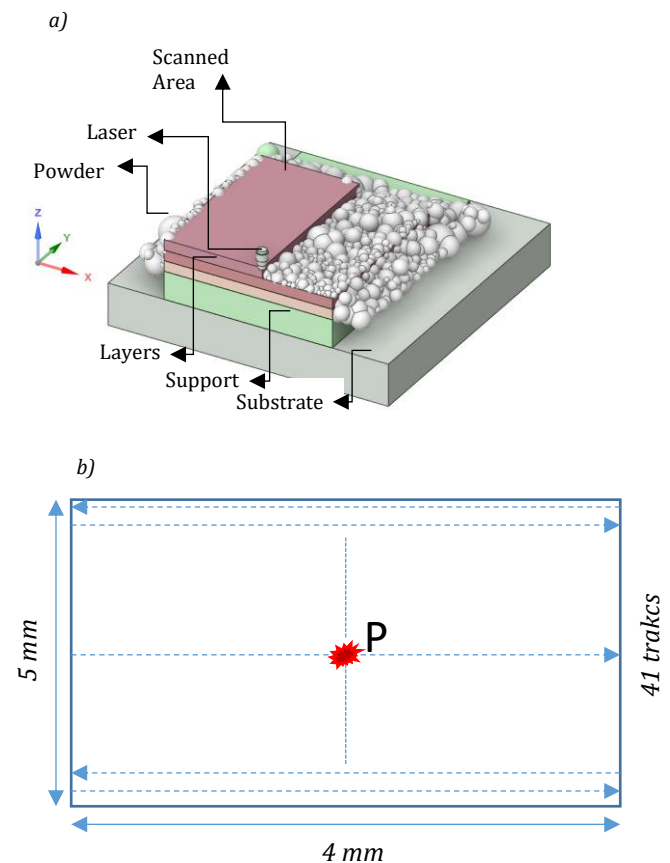 a)
Scanned
Area
Laser
Powder
Z
Y
X
Layers
Support
Substrate
b)
P
5 mm
41 trakcs
4 mm